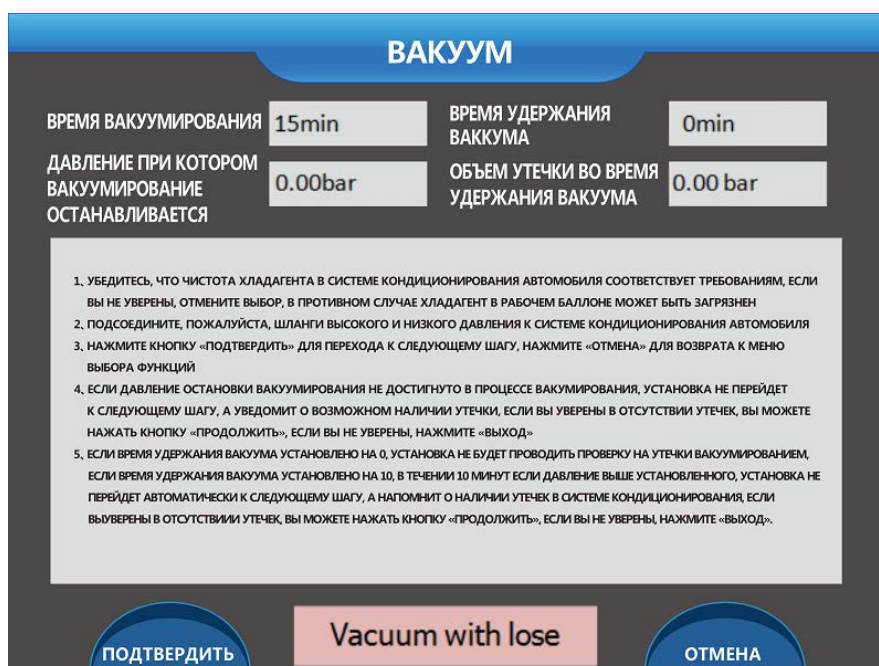 ВАКУУМ
ВРЕМЯ ВАКУУМИРОВАНИЯ 15min
ВРЕМЯ УДЕРЖАНИЯ
ВАККУМА 0min
ДАВЛЕНИЕ ПРИ КОТОРОМ
ВАКУУМИРОВАНИЕ
ОСТАНАВЛИВАЕТСЯ 0.00bar
ОБЪЕМ УТЕЧКИ ВО ВРЕМЯ
УДЕРЖАНИЯ ВАКУУМА 0.00 bar
1、УБЕДИТЕСЬ, ЧТО ЧИСТОТА ХЛАДАГЕНТА В СИСТЕМЕ КОНДИЦИОНИРОВАНИЯ АВТОМОБИЛЯ СООТВЕТСТВУЕТ ТРЕБОВАНИЯМ, ЕСЛИ
ВЫ НЕ УВЕРЕНЫ, ОТМЕНИТЕ ВЫБОР, В ПРОТИВНОМ СЛУЧАЕ ХЛАДАГЕНТ В РАБОЧЕМ БАЛЛОНЕ МОЖЕТ БЫТЬ ЗАГРЯЗНЕН
2、ПОДСОЕДИНИТЕ, ПОЖАЛУЙСТА, ШЛАНГИ ВЫСОКОГО И НИЗКОГО ДАВЛЕНИЯ К СИСТЕМЕ КОНДИЦИОНИРОВАНИЯ АВТОМОБИЛЯ
3、НАЖМИТЕ КНОПКУ «ПОДТВЕРДИТЬ» ДЛЯ ПЕРЕХОДА К СЛЕДУЮЩЕМУ ШАГУ, НАЖМИТЕ «ОТМЕНА» ДЛЯ ВОЗВРАТА К МЕНЮ
ВЫБОРА ФУНКЦИЙ
4、ЕСЛИ ДАВЛЕНИЕ ОСТАНОВКИ ВАКУУМИРОВАНИЯ НЕ ДОСТИГНУТО В ПРОЦЕССЕ ВАКУМИРОВАНИЯ, УСТАНОВКА НЕ ПЕРЕЙДЕТ
К СЛЕДУЮЩЕМУ ШАГУ, А УВЕДОМИТ О ВОЗМОЖНОМ НАЛИЧИИ УТЕЧКИ, ЕСЛИ ВЫ УВЕРЕНЫ В ОТСУТСТВИИ УТЕЧЕК, ВЫ МОЖЕТЕ
НАЖАТЬ КНОПКУ «ПРОДОЛЖИТЬ», ЕСЛИ ВЫ НЕ УВЕРЕНЫ, НАЖМИТЕ «ВЫХОД»
5、ЕСЛИ ВРЕМЯ УДЕРЖАНИЯ ВАКУУМА УСТАНОВЛЕНО НА 0, УСТАНОВКА НЕ БУДЕТ ПРОВОДИТЬ ПРОВЕРКУ НА УТЕЧКИ ВАКУУМИРОВАНИЕМ,
ЕСЛИ ВРЕМЯ УДЕРЖАНИЯ ВАКУУМА УСТАНОВЛЕНО НА 10, В ТЕЧЕНИИ 10 МИНУТ ЕСЛИ ДАВЛЕНИЕ ВЫШЕ УСТАНОВЛЕННОГО, УСТАНОВКА НЕ
ПЕРЕЙДЕТ АВТОМАТИЧЕСКИ К СЛЕДУЮЩЕМУ ШАГУ, А НАПОМНИТ О НАЛИЧИИ УТЕЧЕК В СИСТЕМЕ КОНДИЦИОНИРОВАНИЯ, ЕСЛИ
ВЫУВЕРЕНЫ В ОТСУТСТВИИИ УТЕЧЕК, ВЫ МОЖЕТЕ НАЖАТЬ КНОПКУ «ПРОДОЛЖИТЬ», ЕСЛИ ВЫ НЕ УВЕРЕНЫ, НАЖМИТЕ «ВЫХОД».
ПОДТВЕРДИТЬ
Vacuum with lose
ОТМЕНА